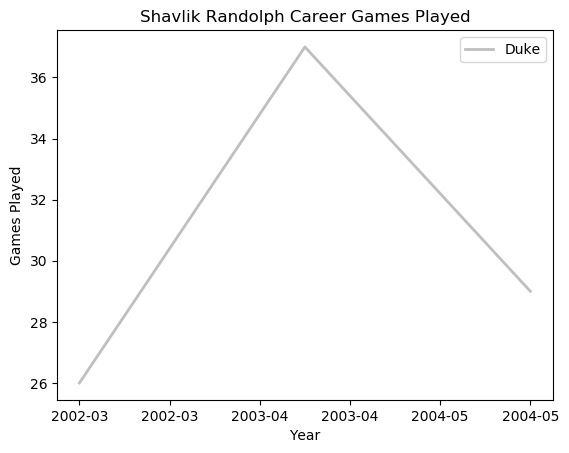 Shavlik Randolph Career Games Played
Duke
Games Played
36
34
32
30
28
26
2002-03 2002-03 2003-04 2003-04 2004-05 2004-05
Year